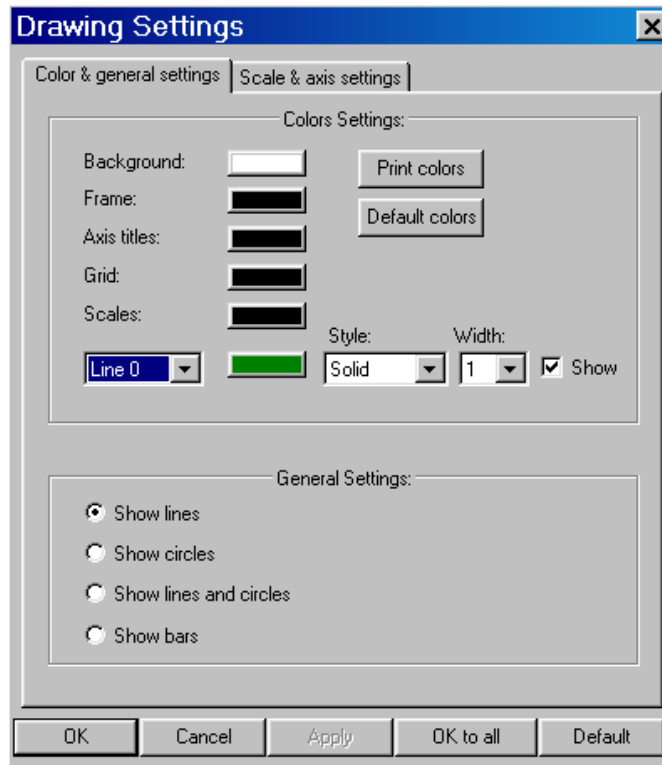 Drawing Settings
Color & general settings
Scale & axis settings
Colors Settings:
Background:
Print colors
Frame:
Default colors
Axis titles:
Grid:
Scales:
Style:
Width:
Line 0
Solid
1
Show
General Settings:
Show lines
Show circles
Show lines and circles
Show bars
OK
Cancel
Apply
OK to all
Default